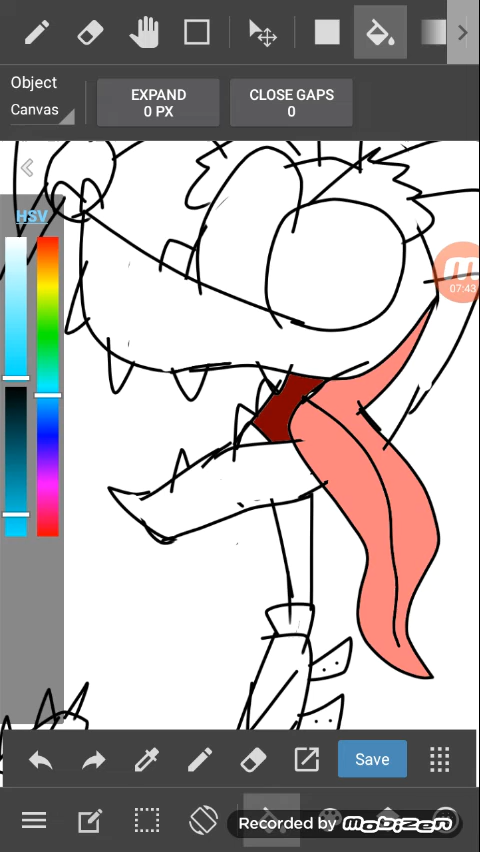 Object
Canvas
EXPAND
0 PX
CLOSE GAPS
0
HSV
07:43
Save
Recorded by MOBIZEN